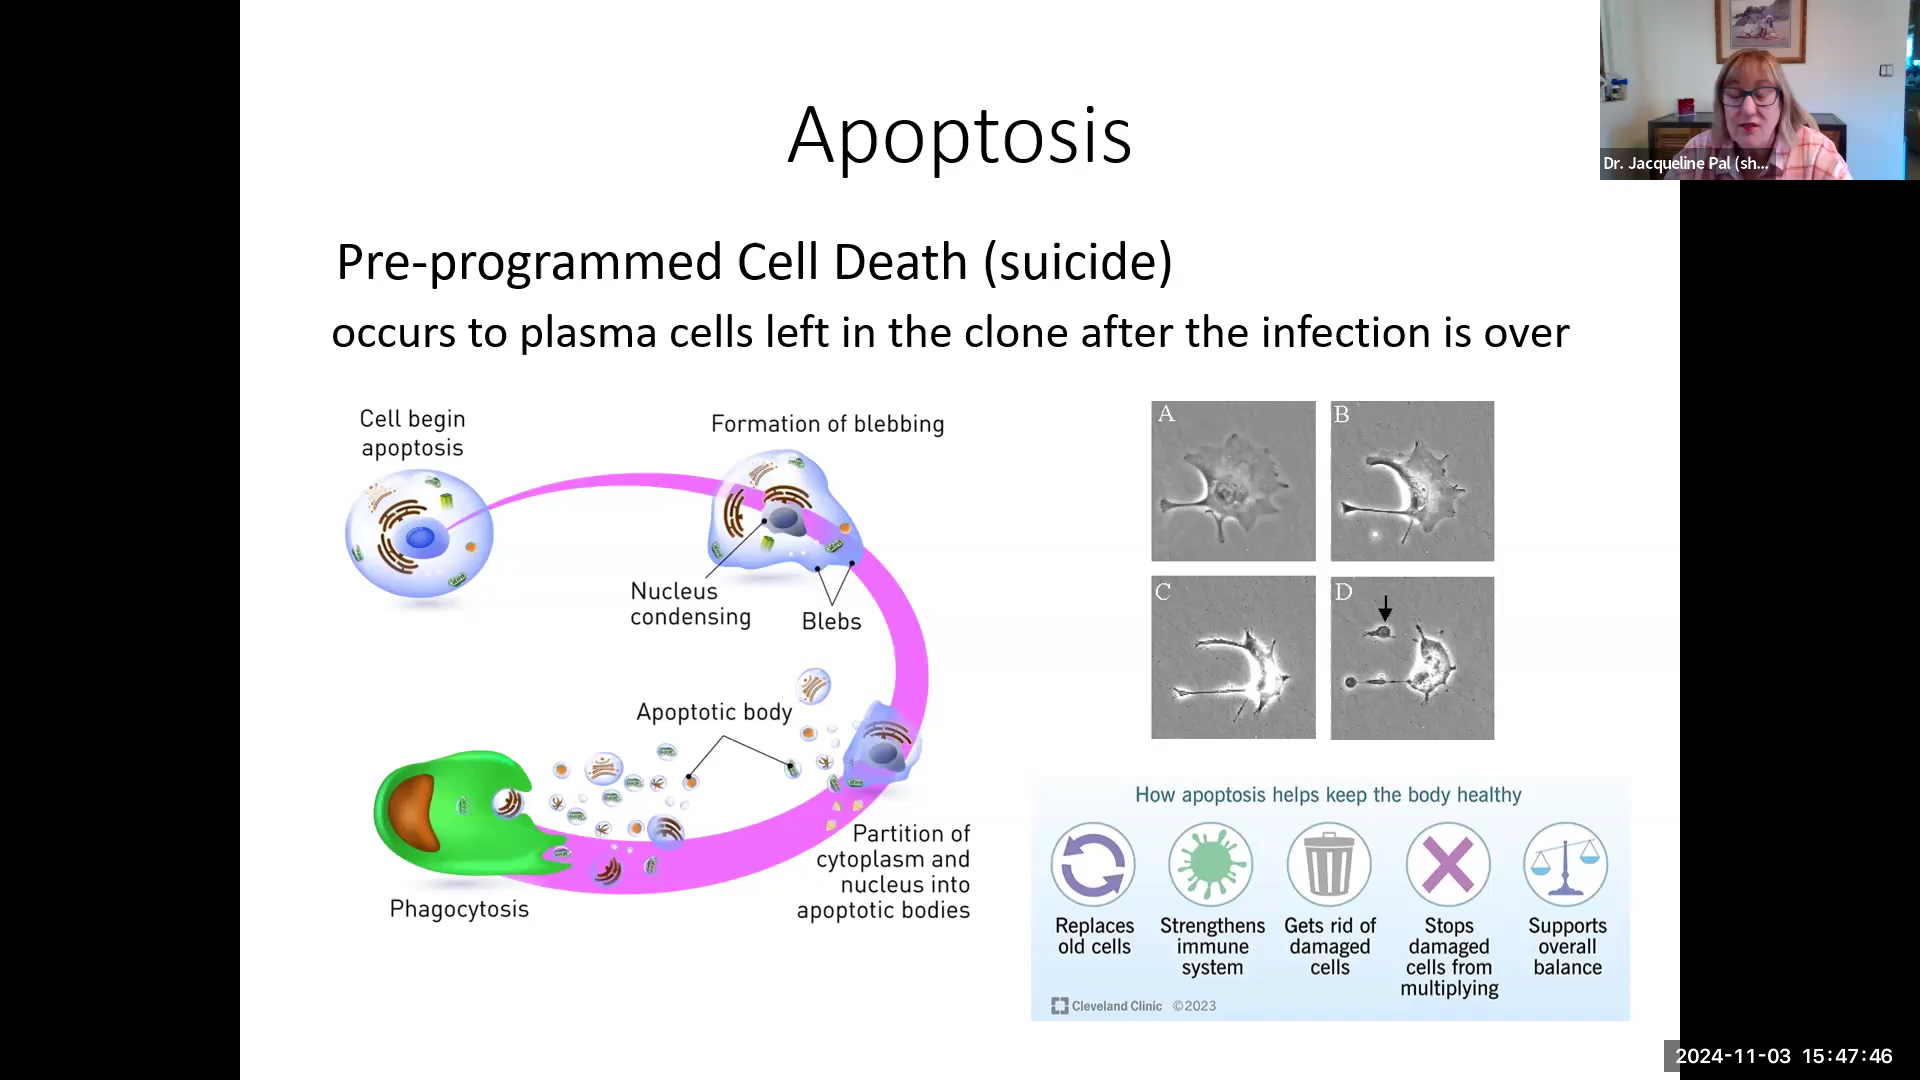 Apoptosis
Dr. Jacqueline Pal (sh...
Pre-programmed Cell Death (suicide)
occurs to plasma cells left in the clone after the infection is over
Cell begin
apoptosis
Formation of blebbing
Nucleus
condensing
Blebs
Apoptotic body
Partition of
cytoplasm and
nucleus into
apoptotic bodies
Phagocytosis
A
B
C
D
How apoptosis helps keep the body healthy
Replaces
old cells
Strengthens
immune
system
Gets rid of
damaged
cells
Stops
damaged
cells from
multiplying
Supports
overall
balance
Cleveland Clinic ©2023
2024-11-03 15:47:46